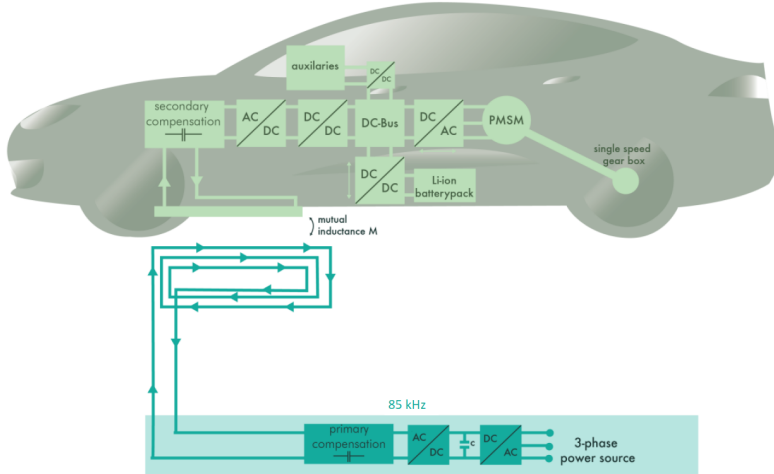 auxilaries
DC
DC
secondary
compensation
AC
DC
DC
DC
DC-Bus
DC
AC
PMSM
single speed
gear box
DC
DC
Li-ion
batterypack
mutual
inductance M
85 kHz
primary
compensation
AC
DC
c
DC
AC
3-phase
power source